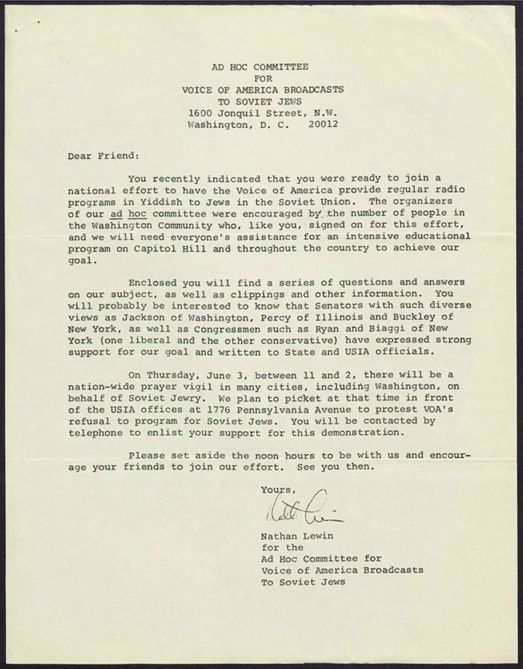 AD HOC COMMITTEE
FOR
VOICE OF AMERICA BROADCASTS
TO SOVIET JEWS
1600 Jonquil Street, N.W.
Washington, D. C. 20012
Dear Friend:
You recently indicated that you were ready to join a
national effort to have the Voice of America provide regular radio
programs in Yiddish to Jews in the Soviet Union. The organizers
of our ad hoc committee were encouraged by the number of people in
the Washington Community who, like you, signed on for this effort,
and we will need everyone's assistance for an intensive educational
program on Capitol Hill and throughout the country to achieve our
goal.
Enclosed you will find a series of questions and answers
on our subject, as well as clippings and other information. You
will probably be interested to know that Senators with such diverse
views as Jackson of Washington, Percy of Illinois and Buckley of
New York, as well as Congressmen such as Ryan and Biaggi of New
York (one liberal and the other conservative) have expressed strong
support for our goal and written to State and USIA officials.
On Thursday, June 3, between 11 and 2, there will be a
nation-wide prayer vigil in many cities, including Washington, on
behalf of Soviet Jewry. We plan to picket at that time in front
of the USIA offices at 1776 Pennsylvania Avenue to protest VOA's
refusal to program for Soviet Jews. You will be contacted by
telephone to enlist your support for this demonstration.
Please set aside the noon hours to be with us and encour-
age your friends to join our effort. See you then.
Yours,
Nathan Lewin
for the
Ad Hoc Committee for
Voice of America Broadcasts
To Soviet Jews